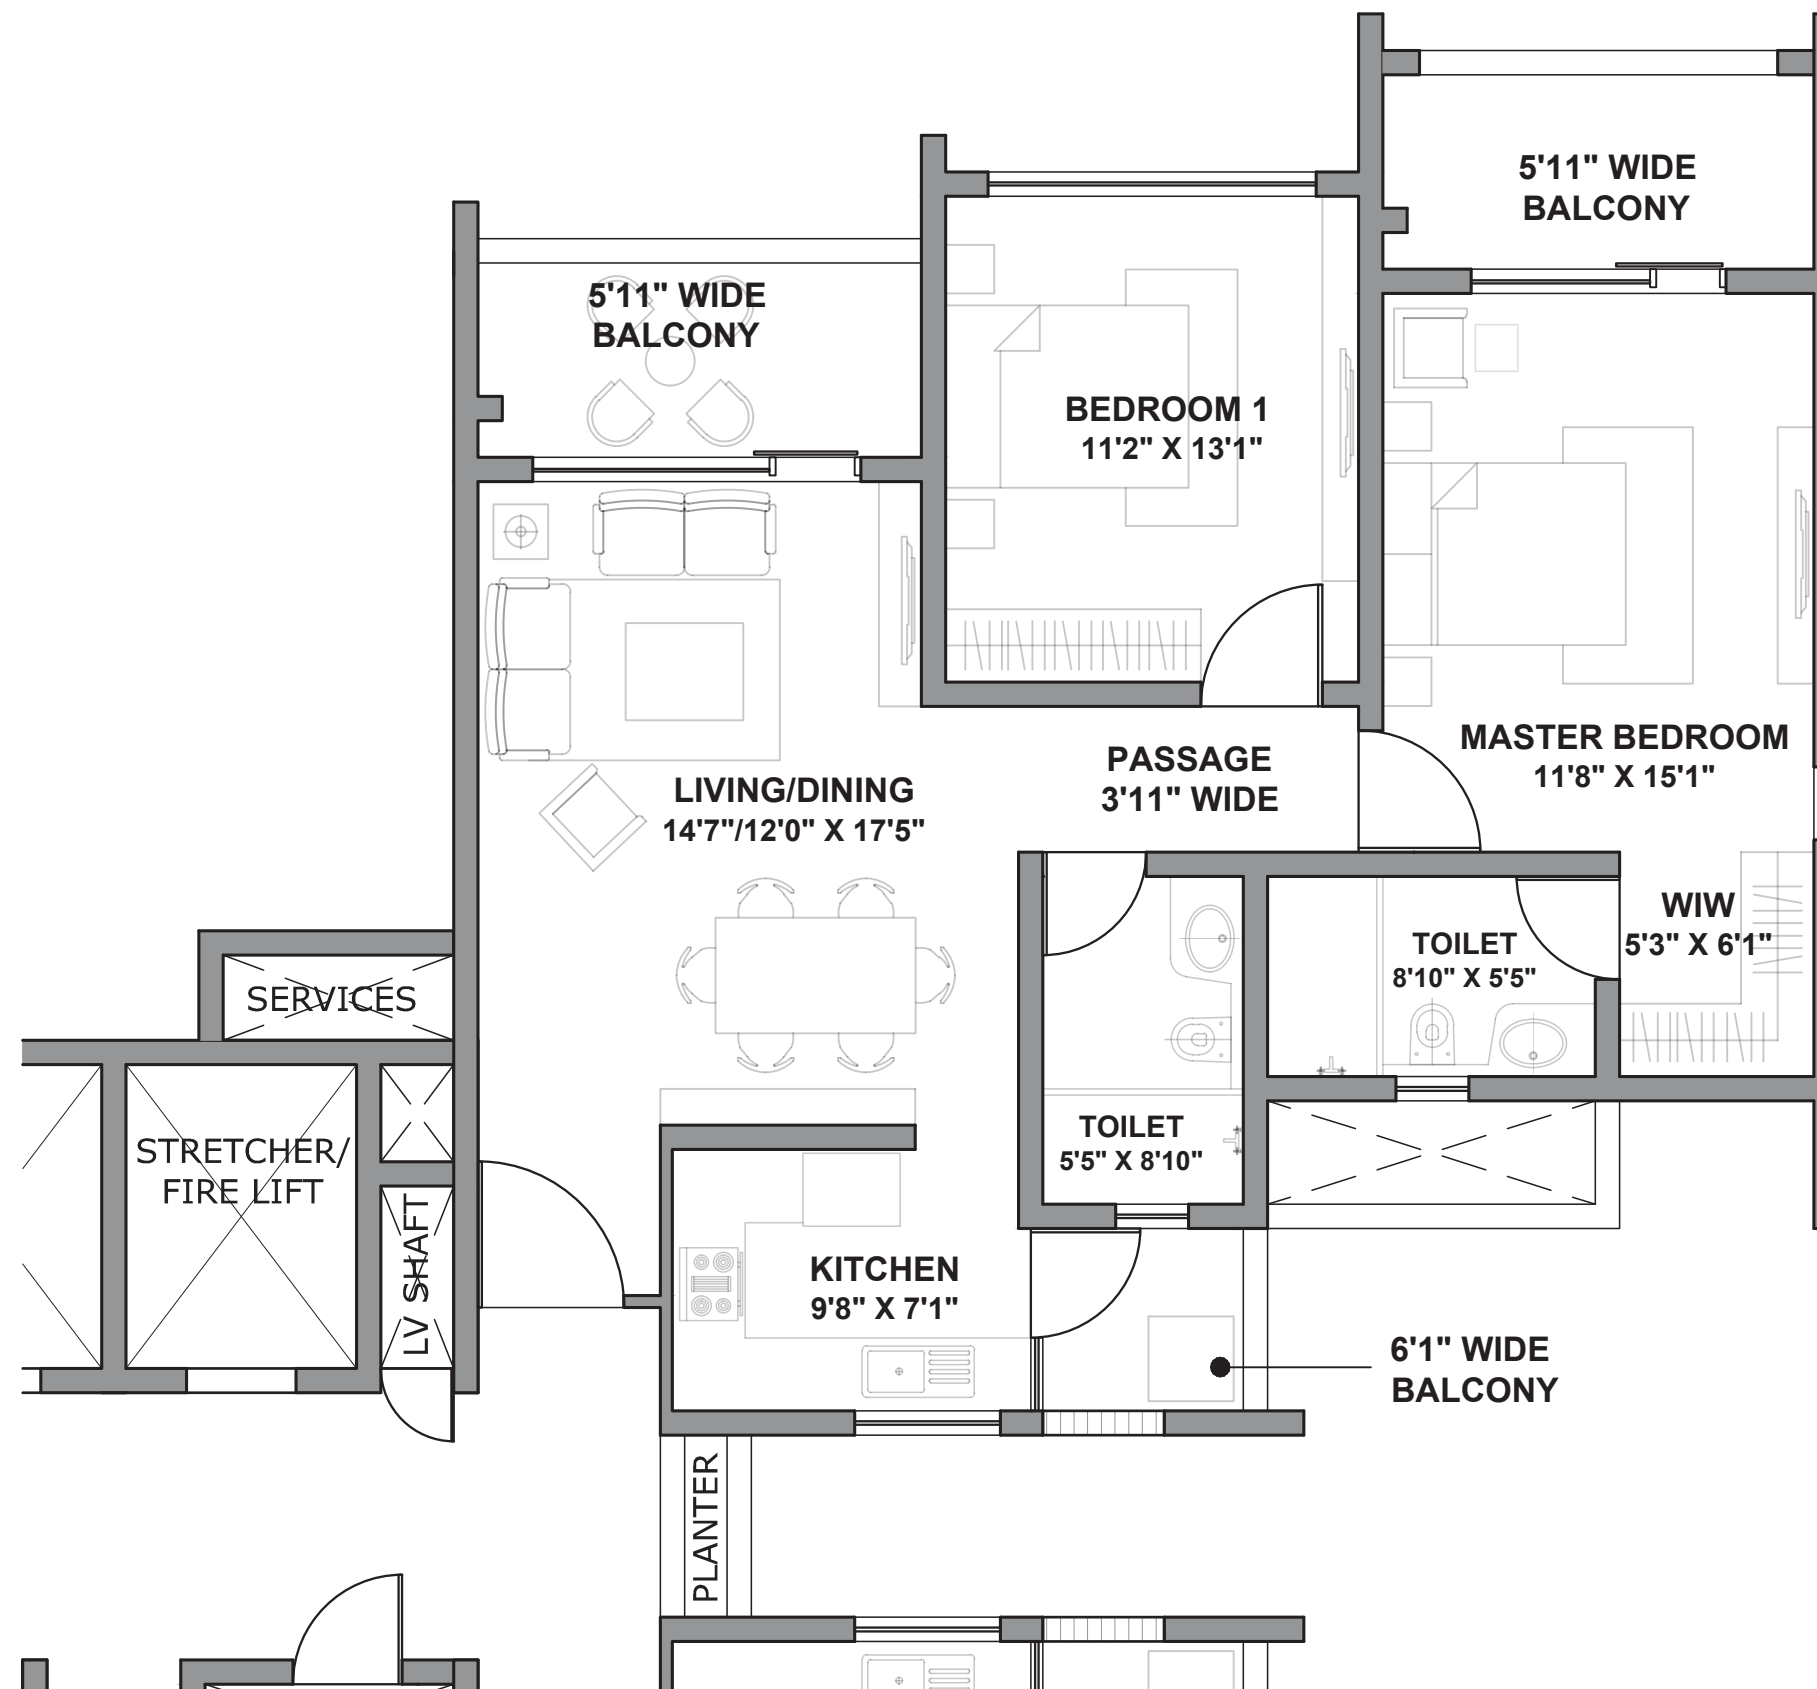 5'11" WIDE
BALCONY
5'11" WIDE
BALCONY
BEDROOM 1
11'2" X 13'1"
MASTER BEDROOM
11'8" X 15'1"
PASSAGE
3'11" WIDE
LIVING/DINING
14'7"/12'0" X 17'5"
WIW
5'3" X 6'1"
TOILET
8'10" X 5'5"
SERVICES
TOILET
5'5" X 8'10"
STRETCHER/
FIRE LIFT
LV SHAFT
KITCHEN
9'8" X 7'1"
6'1" WIDE
BALCONY
PLANTER